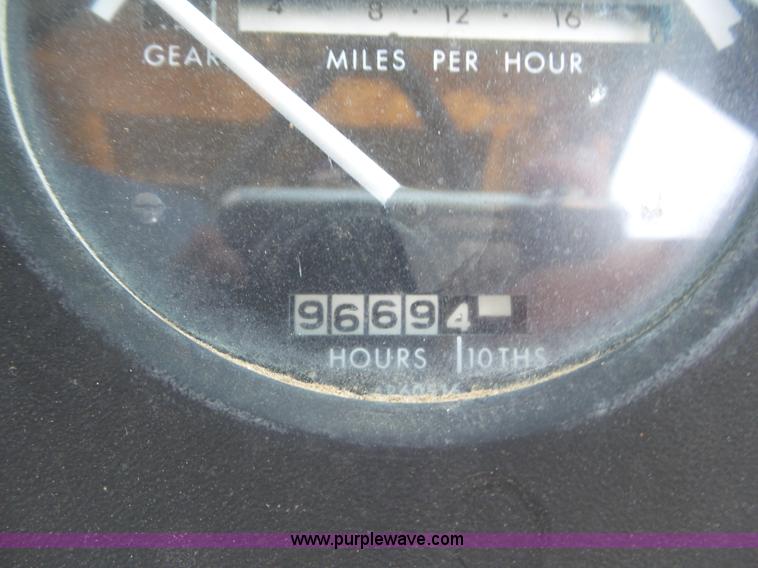 4 · 8 · 12 · 16
GEAR
MILES PER HOUR
96694
HOURS | 10THS
www.purplewave.com